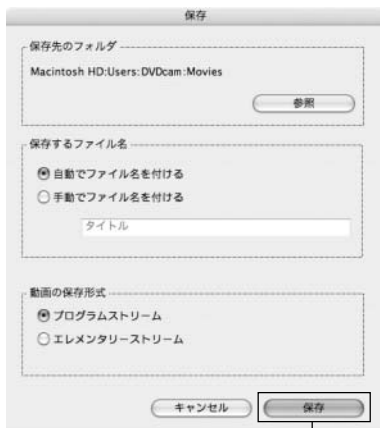 保存
保存先のフォルダ
Macintosh HD:Users:DVDcam:Movies
参照
保存するファイル名
自動でファイル名を付ける
手動でファイル名を付ける
タイトル
動画の保存形式
プログラムストリーム
エレメンタリーストリーム
キャンセル 保存